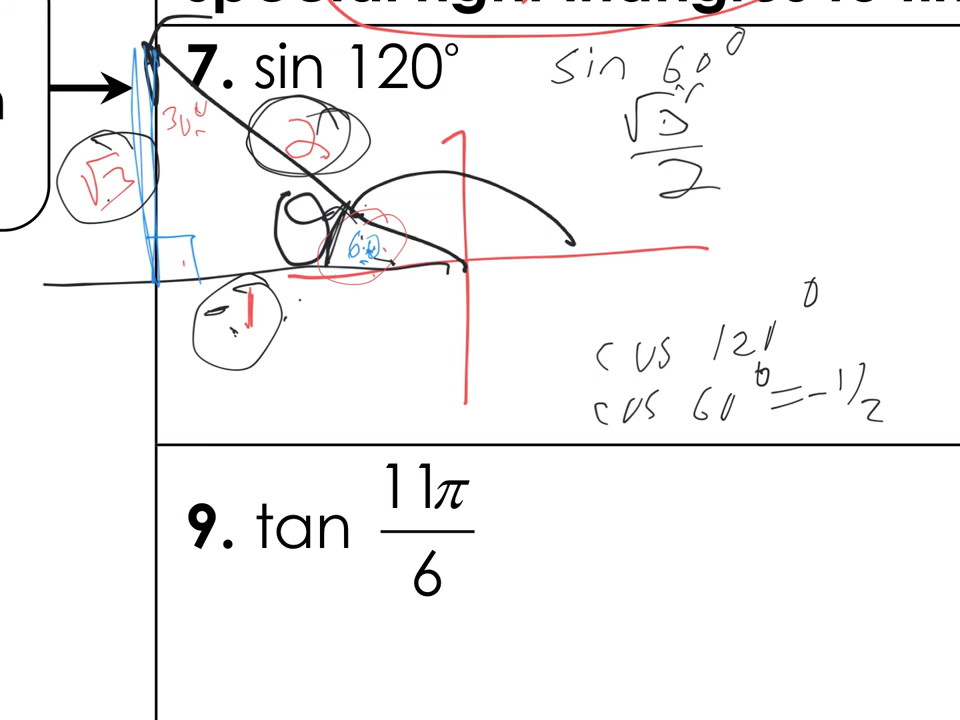 7. sin 120°
sin 60°
√3
2
30°
2
√3
60
-1
cos 120
cos 60° = -1/2
9. tan 11π
6